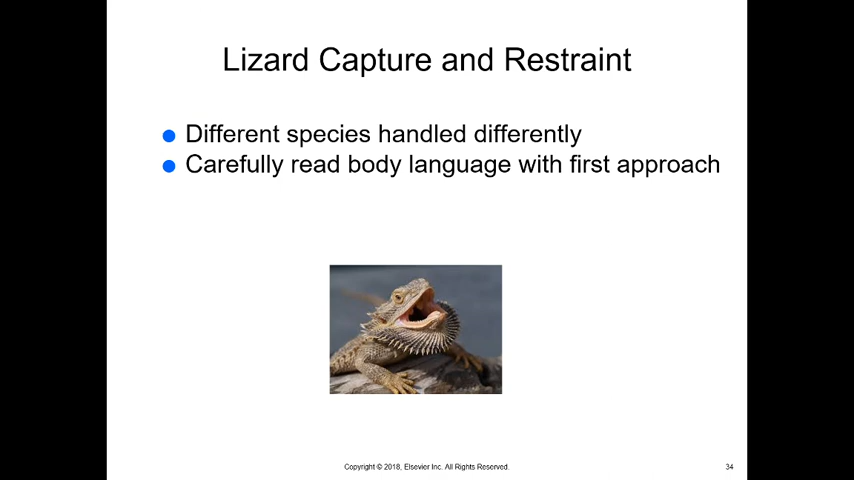 Lizard Capture and Restraint
Different species handled differently
Carefully read body language with first approach
Copyright © 2018, Elsevier Inc. All Rights Reserved.
34